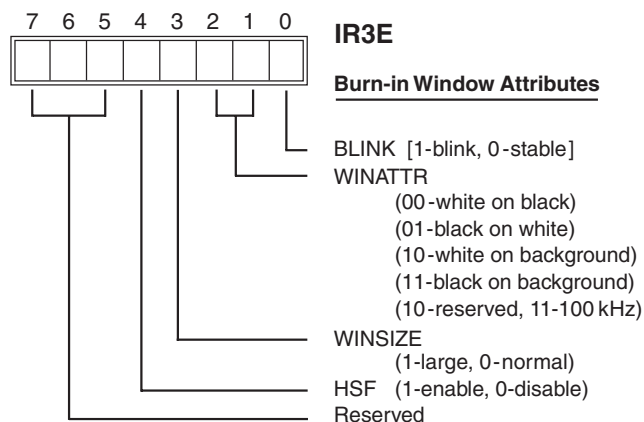 7 6 5 4 3 2 1 0
IR3E
Burn-in Window Attributes
BLINK [1-blink, 0-stable]
WINATTR
(00-white on black)
(01-black on white)
(10-white on background)
(11-black on background)
(10-reserved, 11-100 kHz)
WINSIZE
(1-large, 0-normal)
HSF (1-enable, 0-disable)
Reserved